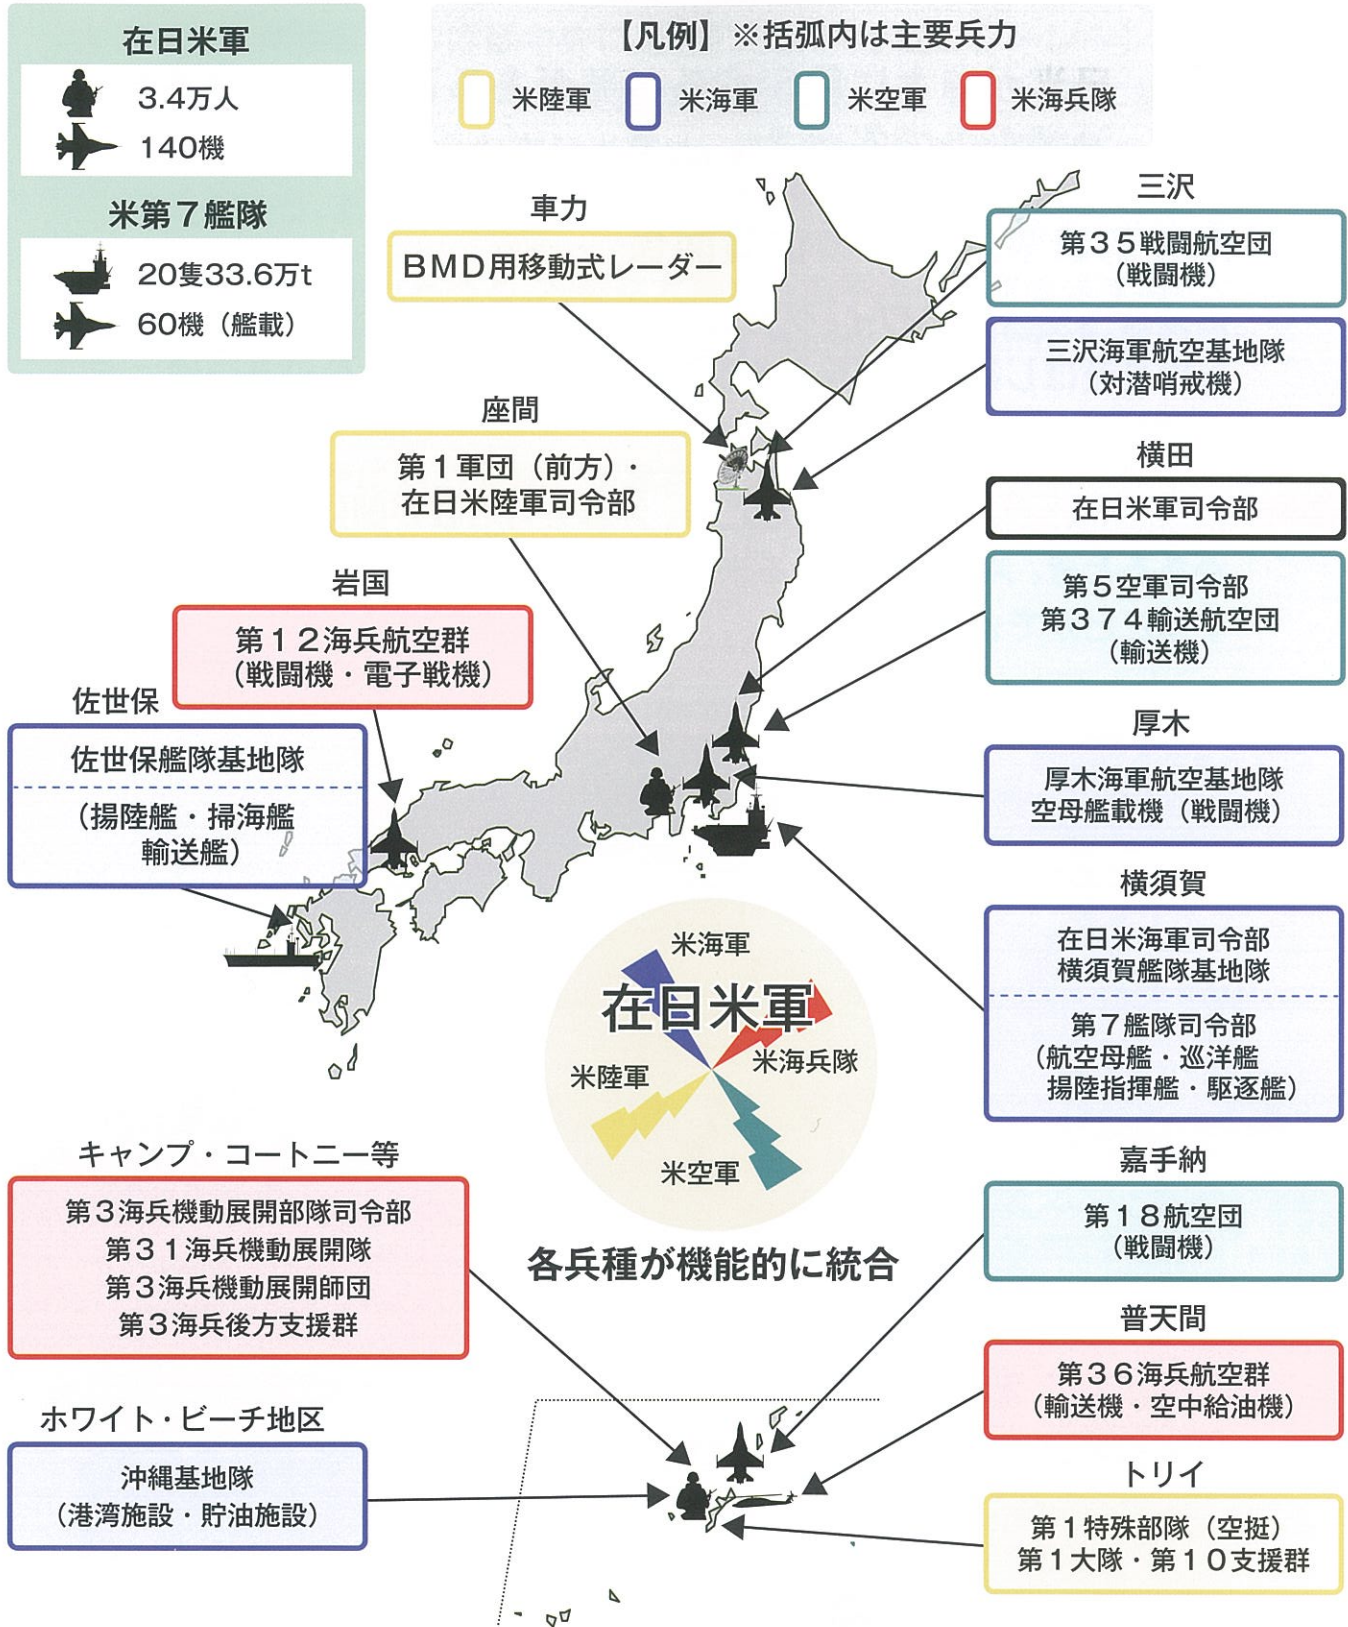 在日米軍
3.4万人
140機
米第7艦隊
20隻33.6万t
60機（艦載）
【凡例】※括弧内は主要兵力
米陸軍
米海軍
米空軍
米海兵隊
車力
BMD用移動式レーダー
三沢
第35戦闘航空団
（戦闘機）
三沢海軍航空基地隊
（対潜哨戒機）
座間
第1軍団（前方）・
在日米陸軍司令部
横田
在日米軍司令部
第5空軍司令部
第374輸送航空団
（輸送機）
岩国
第12海兵航空群
（戦闘機・電子戦機）
佐世保
佐世保艦隊基地隊
（揚陸艦・掃海艦
輸送艦）
厚木
厚木海軍航空基地隊
空母艦載機（戦闘機）
横須賀
在日米海軍司令部
横須賀艦隊基地隊
第7艦隊司令部
（航空母艦・巡洋艦
揚陸指揮艦・駆逐艦）
米海軍
在日米軍
米海兵隊
米陸軍
米空軍
各兵種が機能的に統合
キャンプ・コートニー等
第3海兵機動展開部隊司令部
第31海兵機動展開隊
第3海兵機動展開師団
第3海兵後方支援群
嘉手納
第18航空団
（戦闘機）
普天間
第36海兵航空群
（輸送機・空中給油機）
ホワイト・ビーチ地区
沖縄基地隊
（港湾施設・貯油施設）
トリイ
第1特殊部隊（空挺）
第1大隊・第10支援群